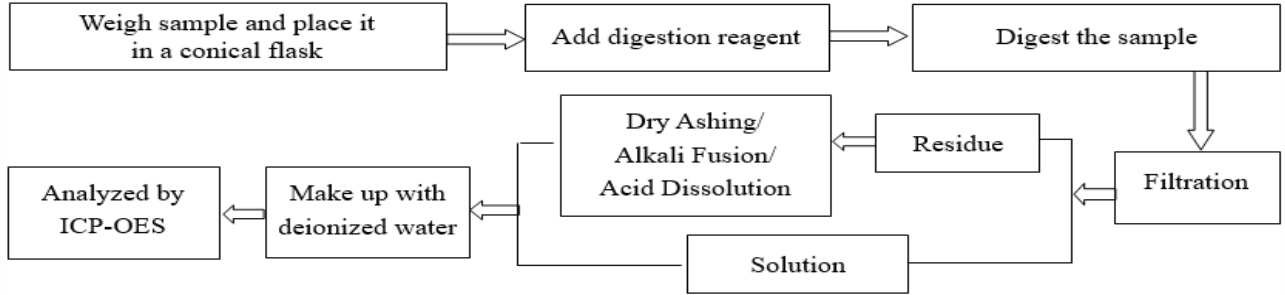 Weigh sample and place it
in a conical flask
Add digestion reagent
Digest the sample
Filtration
Residue
Dry Ashing/
Alkali Fusion/
Acid Dissolution
Solution
Make up with
deionized water
Analyzed by
ICP-OES